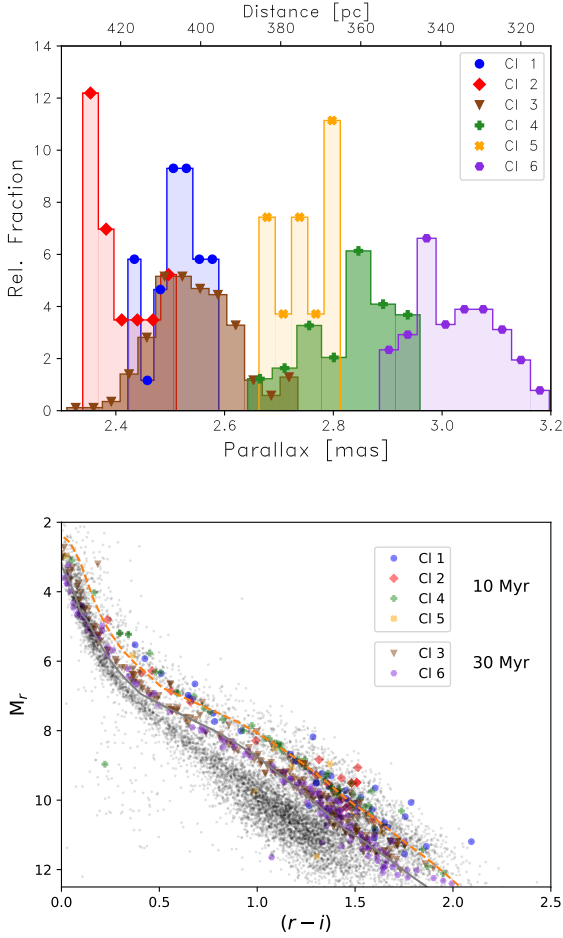 Distance [pc]
420 400 380 360 340 320
14
12
10
8
6
4
2
0
Rel. Fraction
Cl 1
Cl 2
Cl 3
Cl 4
Cl 5
Cl 6
2.4 2.6 2.8 3.0 3.2
Parallax [mas]
2
4
6
8
10
12
M_r
Cl 1
Cl 2
Cl 4
Cl 5
10 Myr
Cl 3
Cl 6
30 Myr
0.0 0.5 1.0 1.5 2.0 2.5
(r − i)